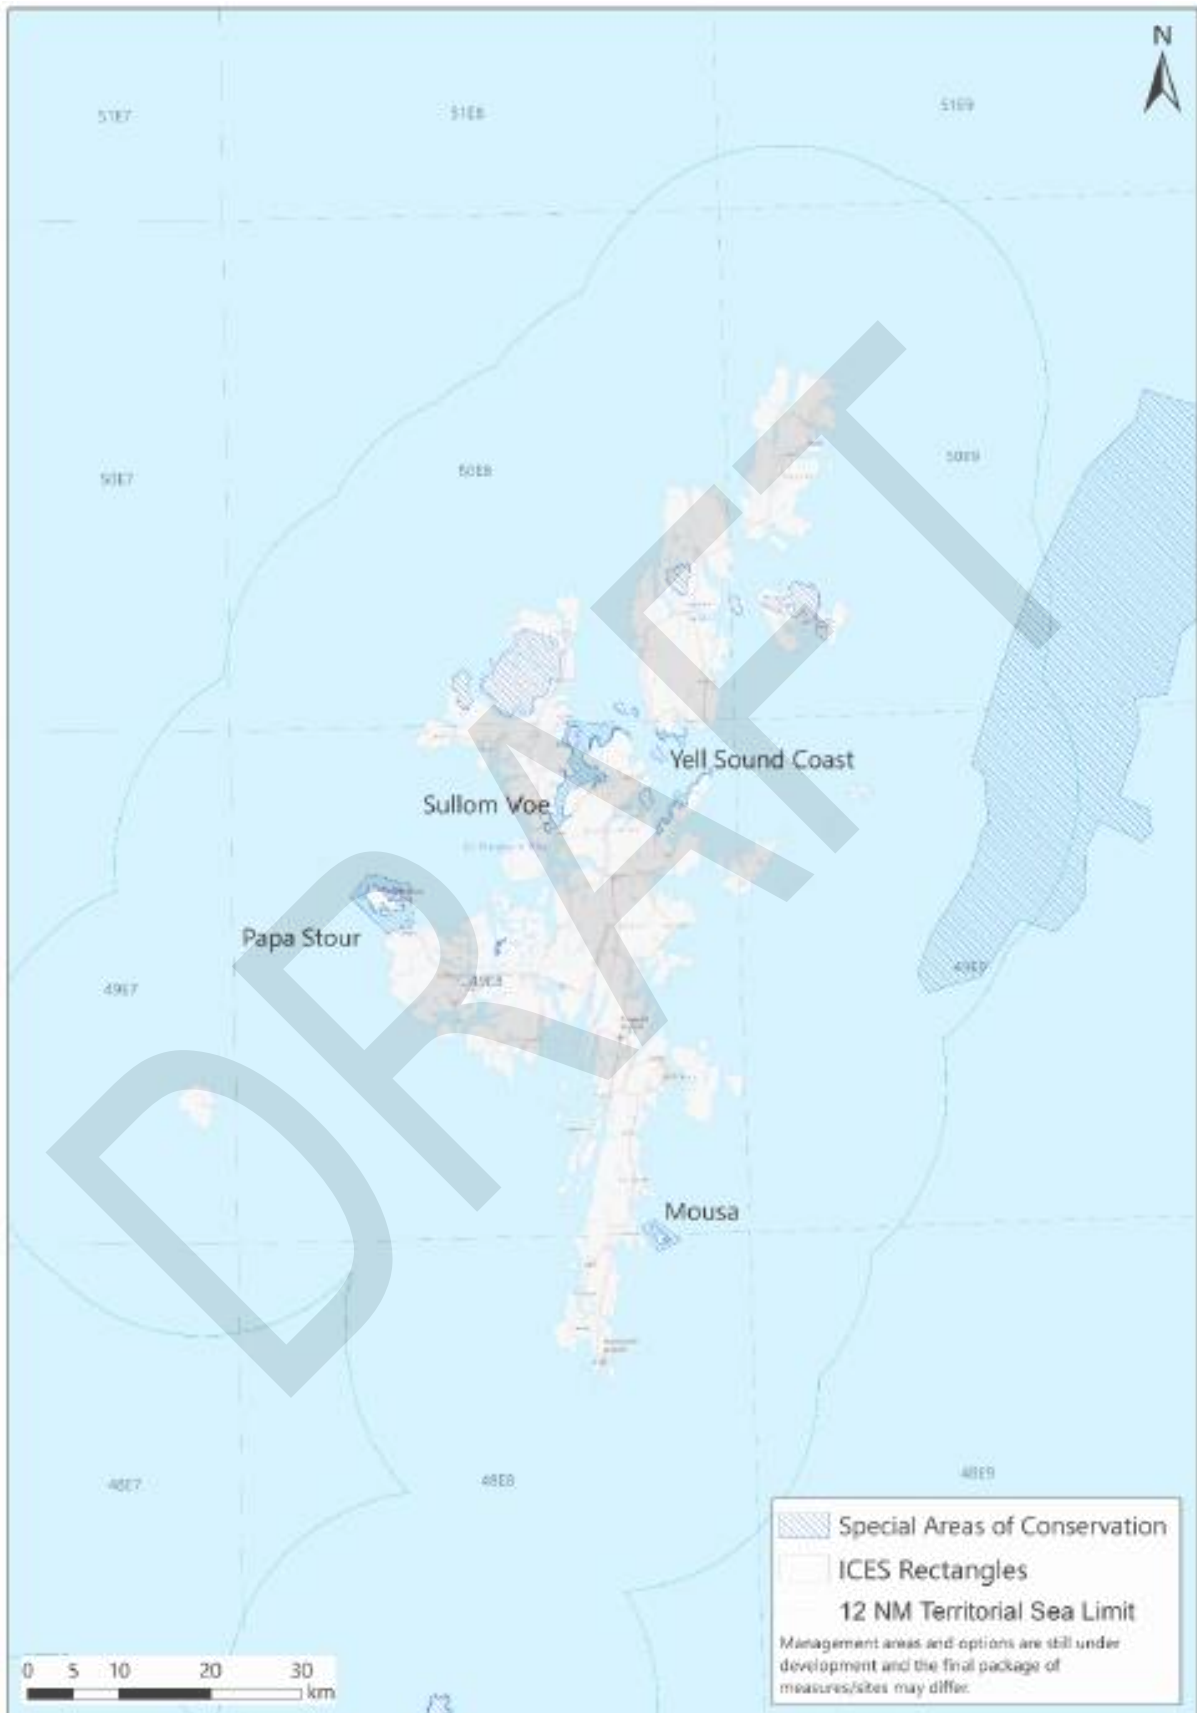 N
51E7
51E8
51E9
50E7
50E8
50E9
Yell Sound Coast
Sullom Voe
Papa Stour
49E7
49E8
49E9
Mousa
48E7
48E8
48E9
DRAFT
Special Areas of Conservation
ICES Rectangles
12 NM Territorial Sea Limit
Management areas and options are still under
development and the final package of
measures/sites may differ.
0 5 10 20 30
km